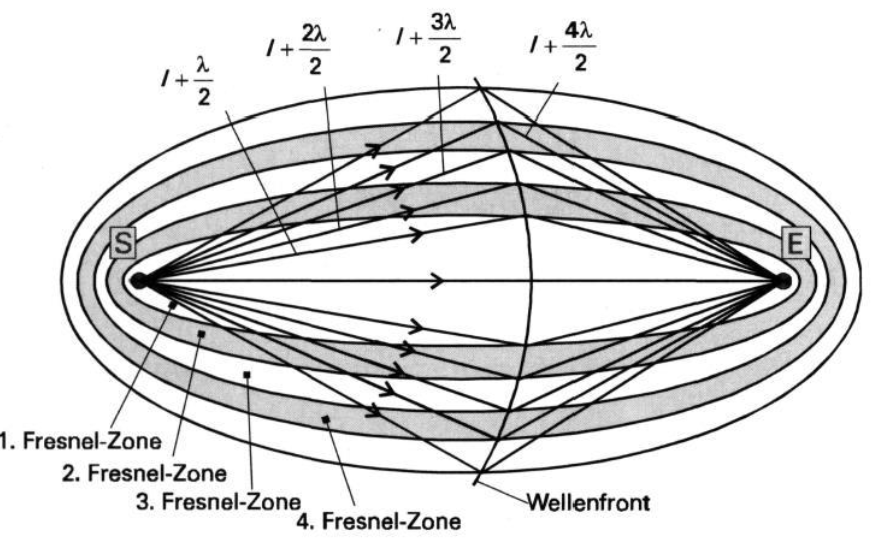 l + λ/2
l + 2λ/2
l + 3λ/2
l + 4λ/2
S
E
1. Fresnel-Zone
2. Fresnel-Zone
3. Fresnel-Zone
4. Fresnel-Zone
Wellenfront